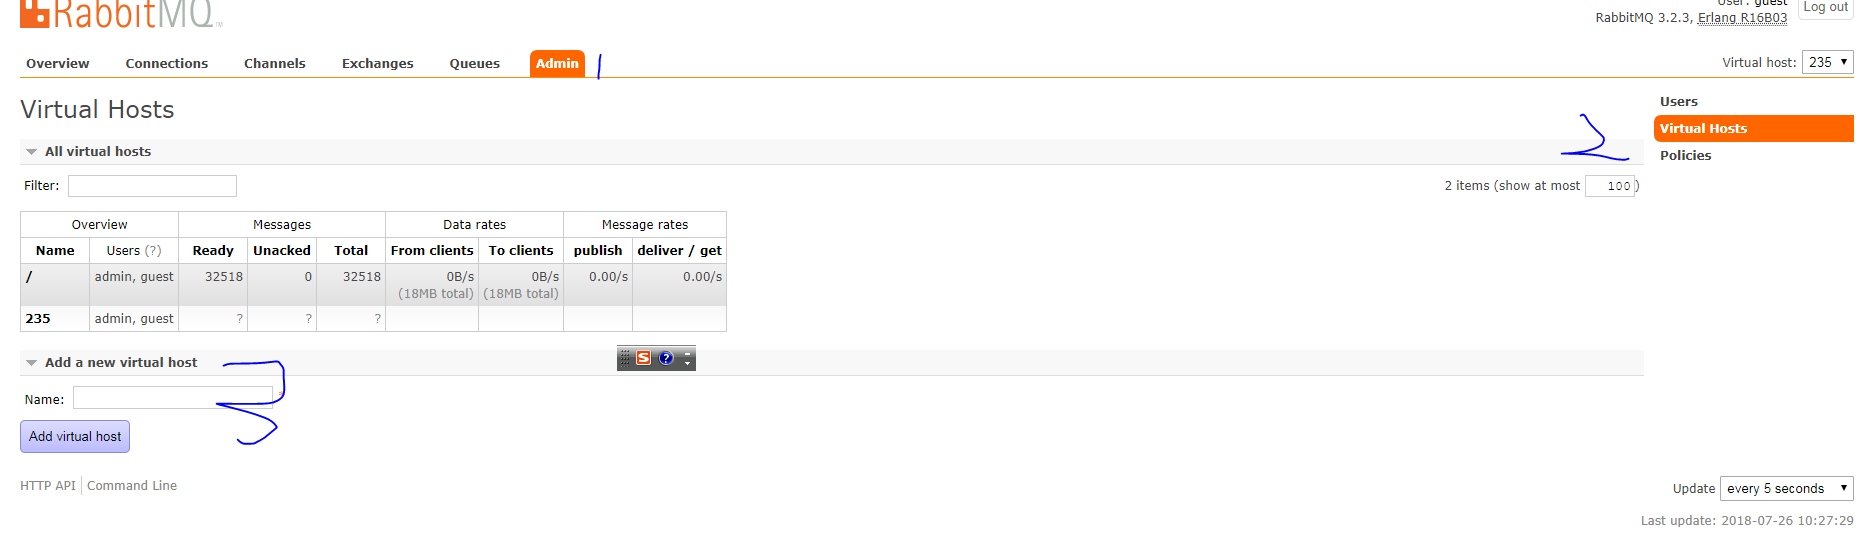 RabbitMQ™
User: guest
Log out
RabbitMQ 3.2.3, Erlang R16B03
Overview Connections Channels Exchanges Queues Admin 1
Virtual host: 235
Virtual Hosts
Users
Virtual Hosts
Policies
2
All virtual hosts
Filter:
2 items (show at most 100)
Overview Messages Data rates Message rates
Name Users (?) Ready Unacked Total From clients To clients publish deliver / get
/ admin, guest 32518 0 32518 0B/s 0B/s 0.00/s 0.00/s
(18MB total) (18MB total)
235 admin, guest ? ? ?
Add a new virtual host 3
S ?
Name: *
Add virtual host
HTTP API Command Line
Update every 5 seconds
Last update: 2018-07-26 10:27:29